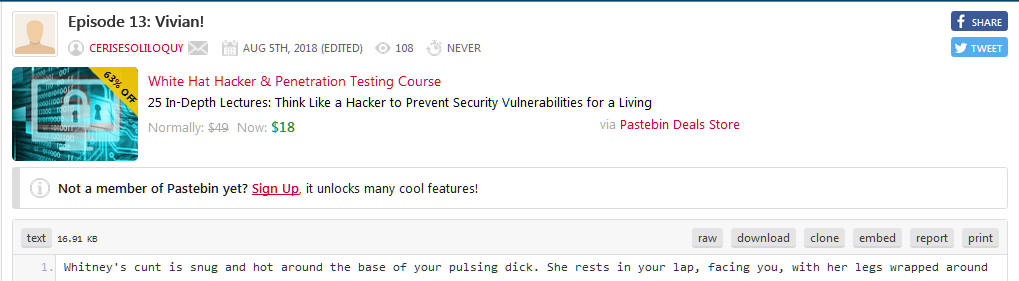 Episode 13: Vivian!
SHARE
CERISESOLILOQUY AUG 5TH, 2018 (EDITED) 108 NEVER
TWEET
63% OFF
White Hat Hacker & Penetration Testing Course
25 In-Depth Lectures: Think Like a Hacker to Prevent Security Vulnerabilities for a Living
Normally: $49 Now: $18 via Pastebin Deals Store
Not a member of Pastebin yet? Sign Up, it unlocks many cool features!
text 16.91 KB raw download clone embed report print
1. Whitney's cunt is snug and hot around the base of your pulsing dick. She rests in your lap, facing you, with her legs wrapped around